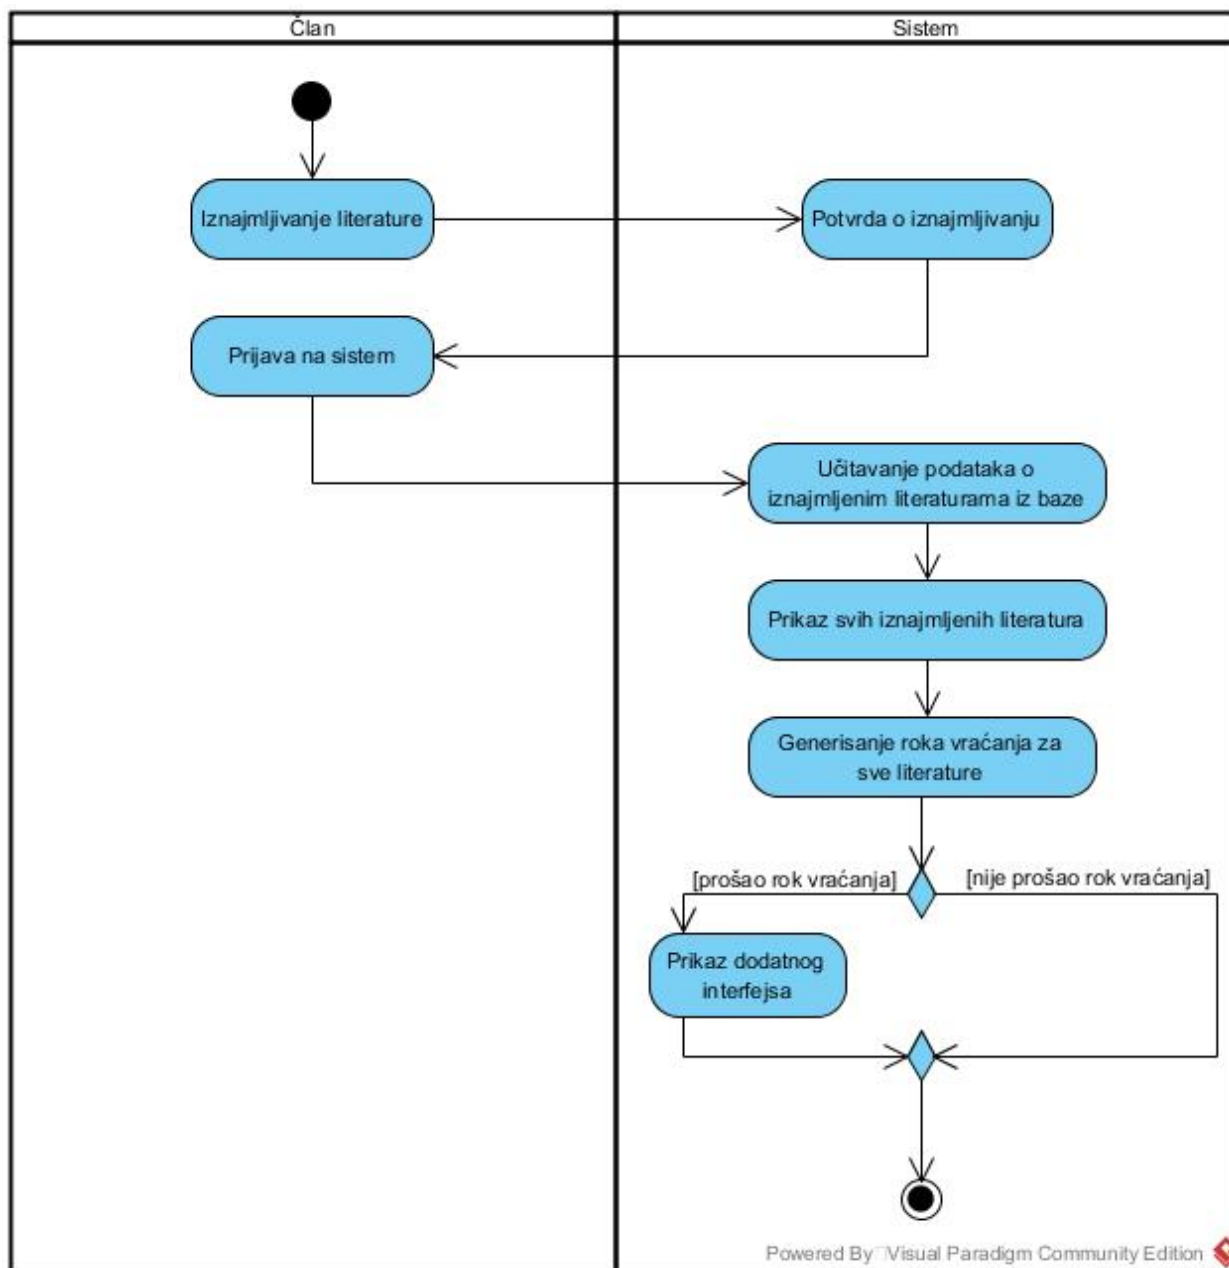 Član
Sistem
Iznajmljivanje literature
Potvrda o iznajmljivanju
Prijava na sistem
Učitavanje podataka o
iznajmljenim literaturama iz baze
Prikaz svih iznajmljenih literatura
Generisanje roka vraćanja za
sve literature
[prošao rok vraćanja]
[nije prošao rok vraćanja]
Prikaz dodatnog
interfejsa
Powered By Visual Paradigm Community Edition